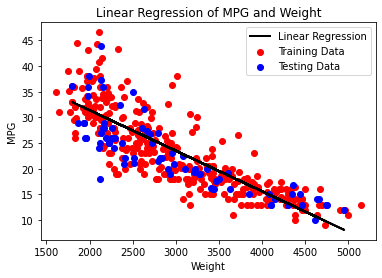 Linear Regression of MPG and Weight
Linear Regression
Training Data
Testing Data
MPG
45
40
35
30
25
20
15
10
1500 2000 2500 3000 3500 4000 4500 5000
Weight